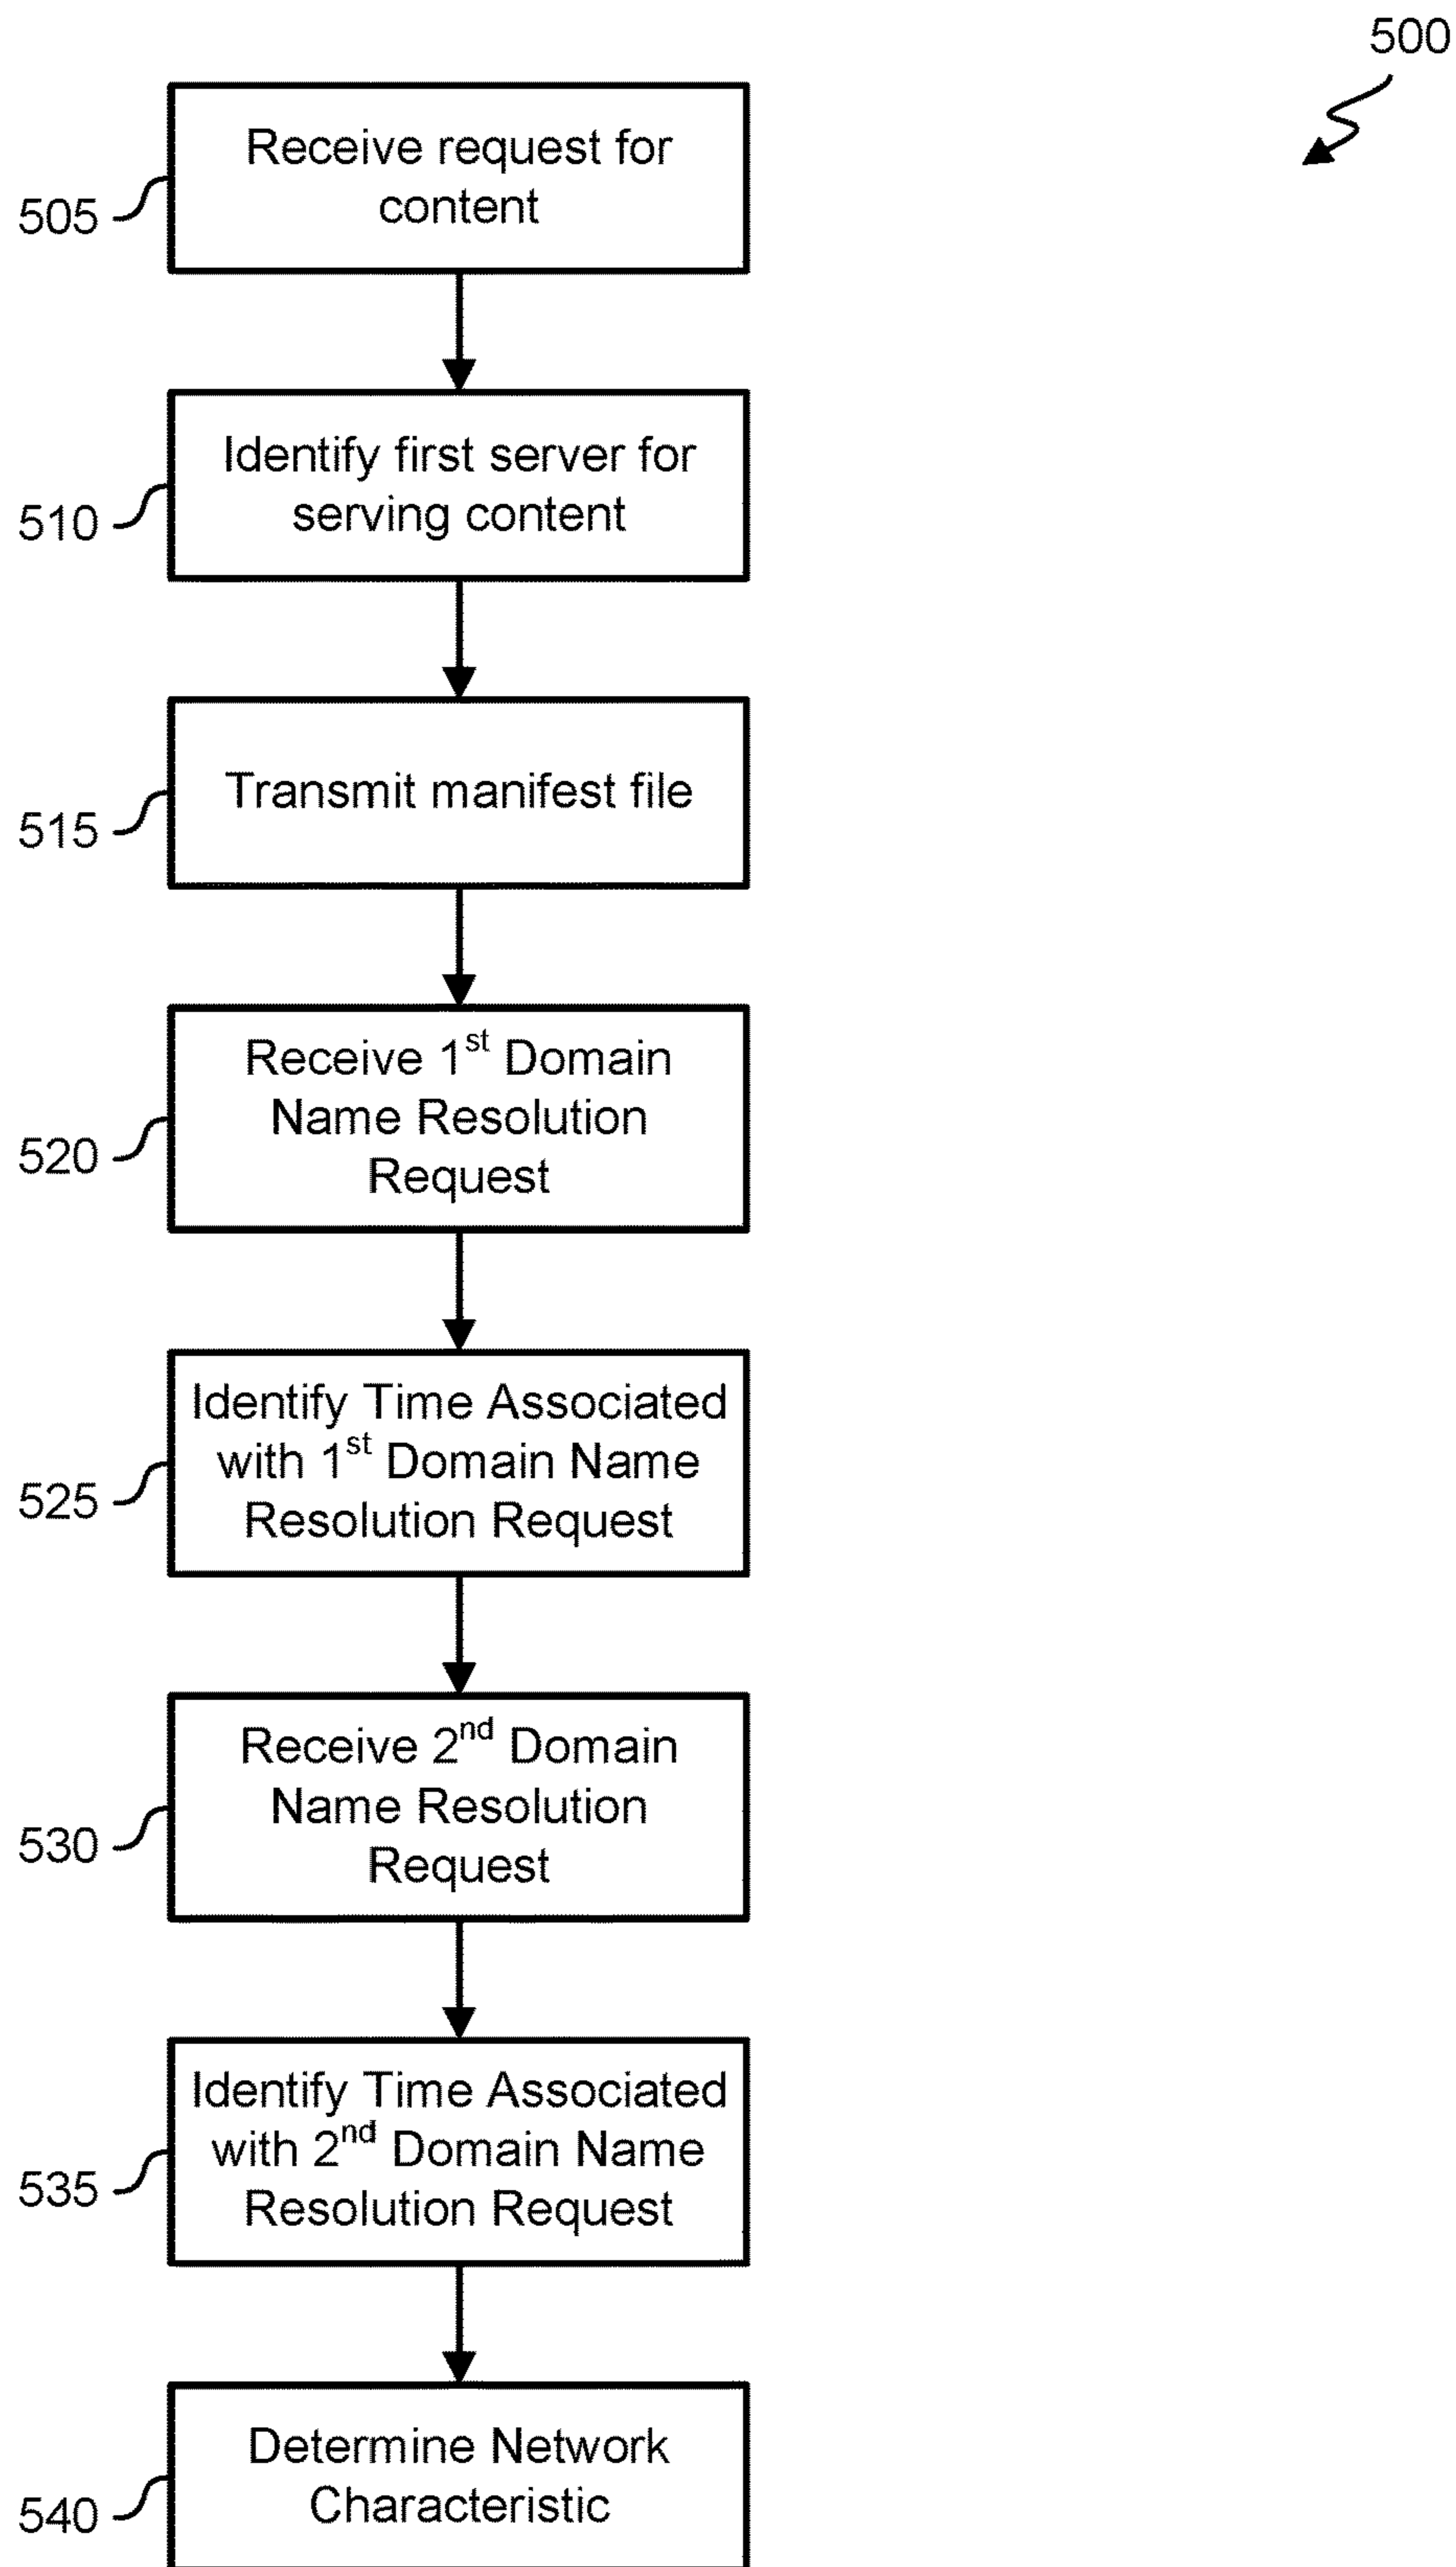 500
Receive request for
content
505
Identify first server for
serving content
510
Transmit manifest file
515
Receive 1st Domain
Name Resolution
Request
520
Identify Time Associated
with 1st Domain Name
Resolution Request
525
Receive 2nd Domain
Name Resolution
Request
530
Identify Time Associated
with 2nd Domain Name
Resolution Request
535
Determine Network
Characteristic
540